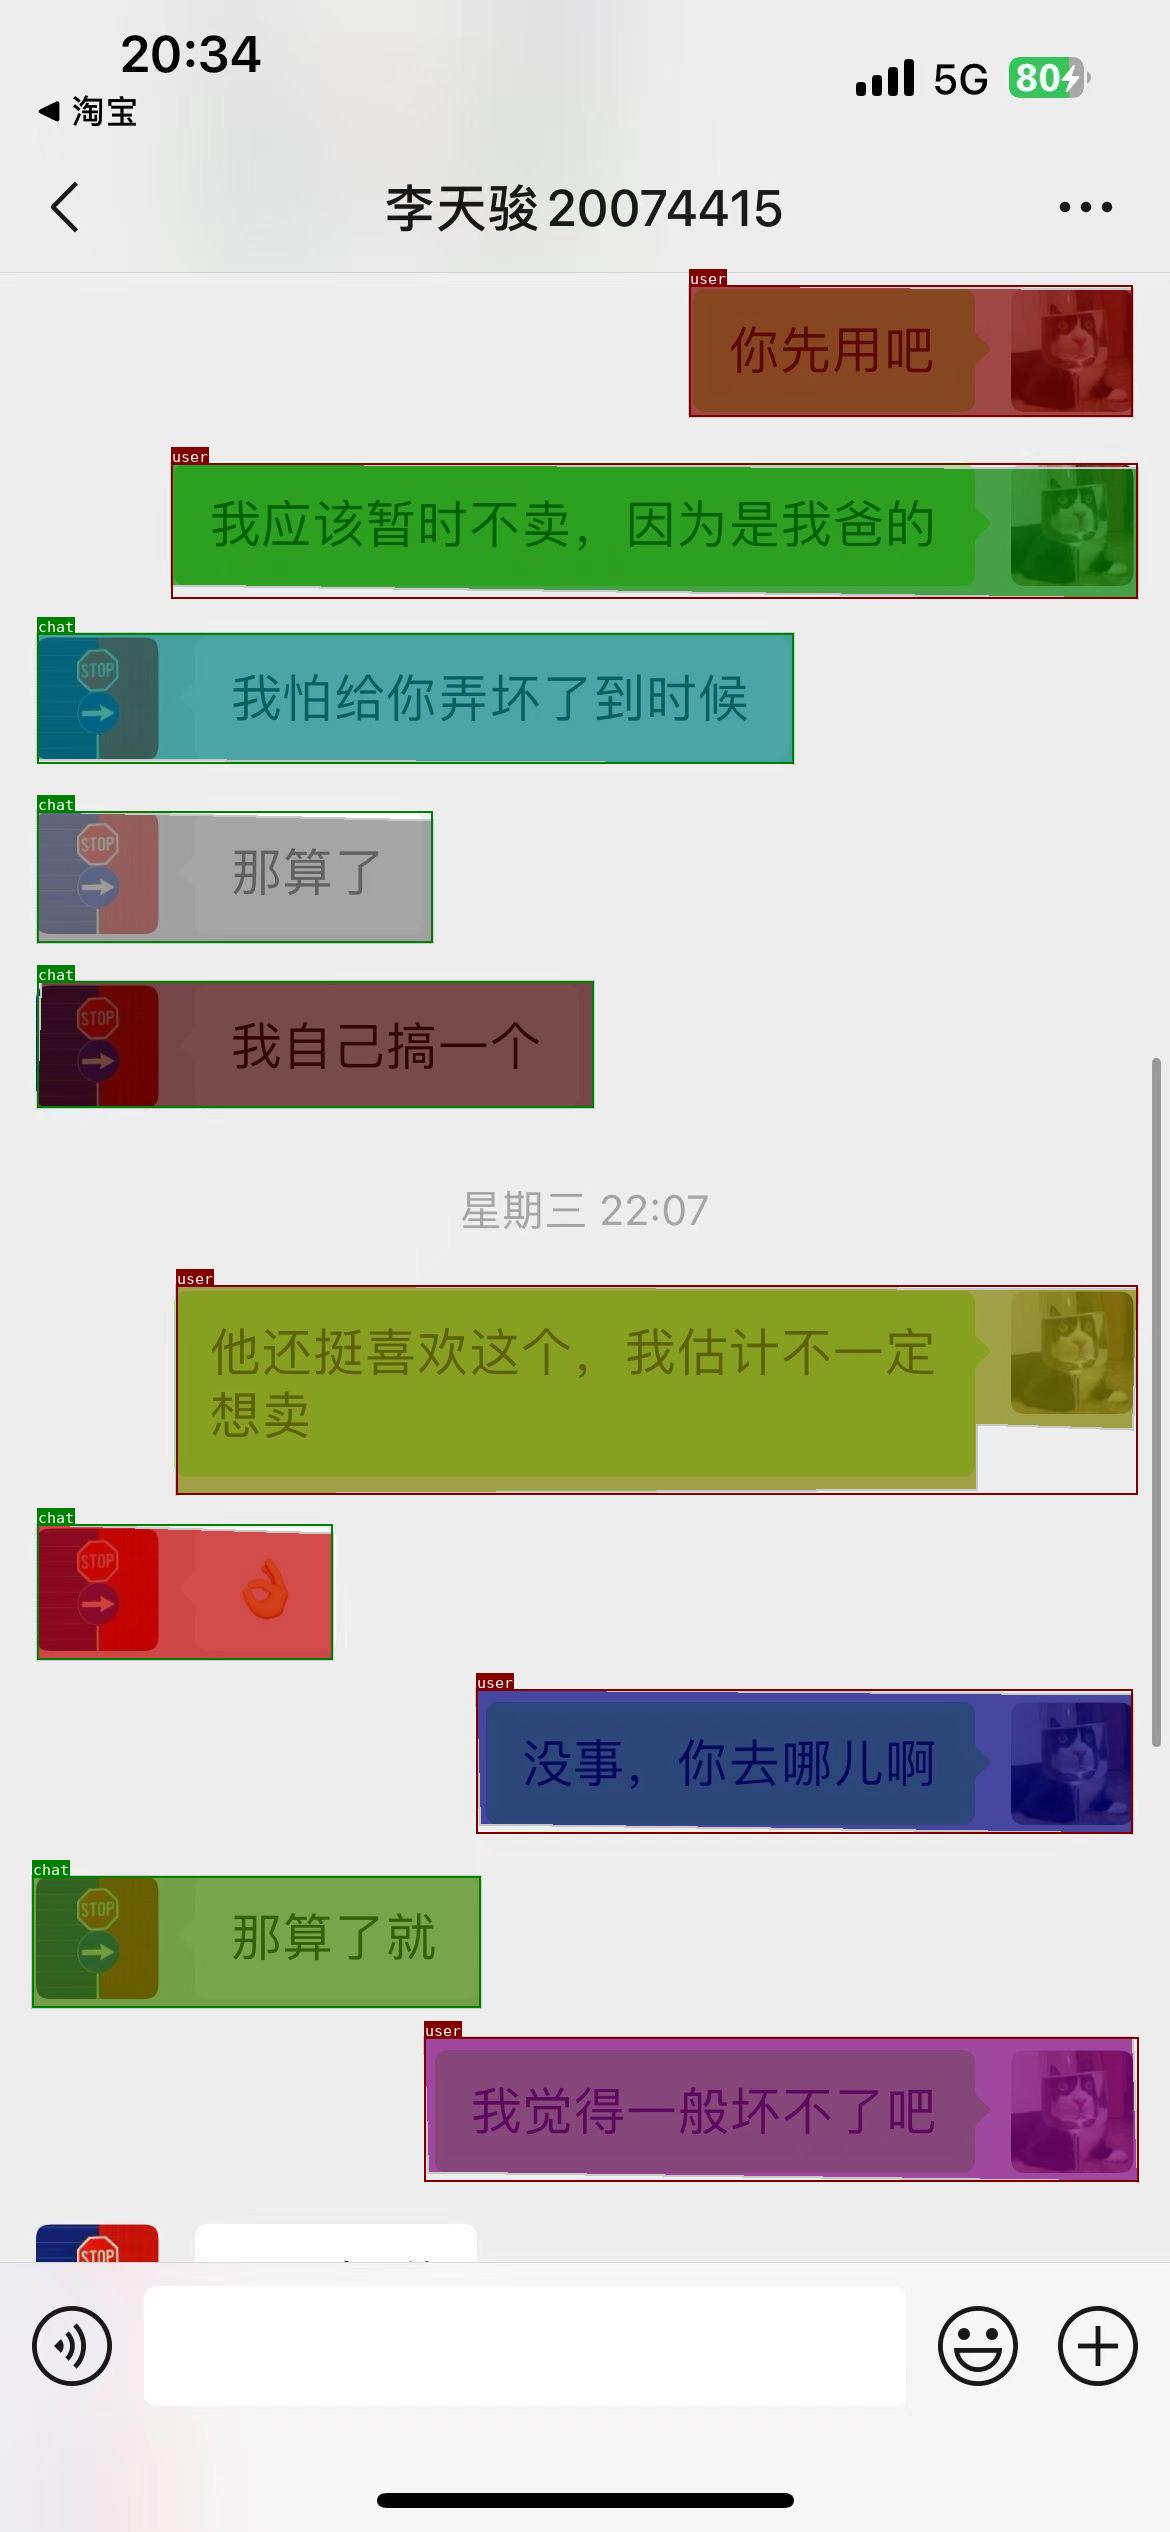 20:34
5G
80
淘宝
李天骏20074415
user
你先用吧
user
我应该暂时不卖，因为是我爸的
chat
STOP
我怕给你弄坏了到时候
chat
STOP
那算了
chat
STOP
我自己搞一个
星期三 22:07
user
他还挺喜欢这个，我估计不一定
想卖
chat
STOP
👌
user
没事，你去哪儿啊
chat
STOP
那算了就
user
我觉得一般坏不了吧
STOP